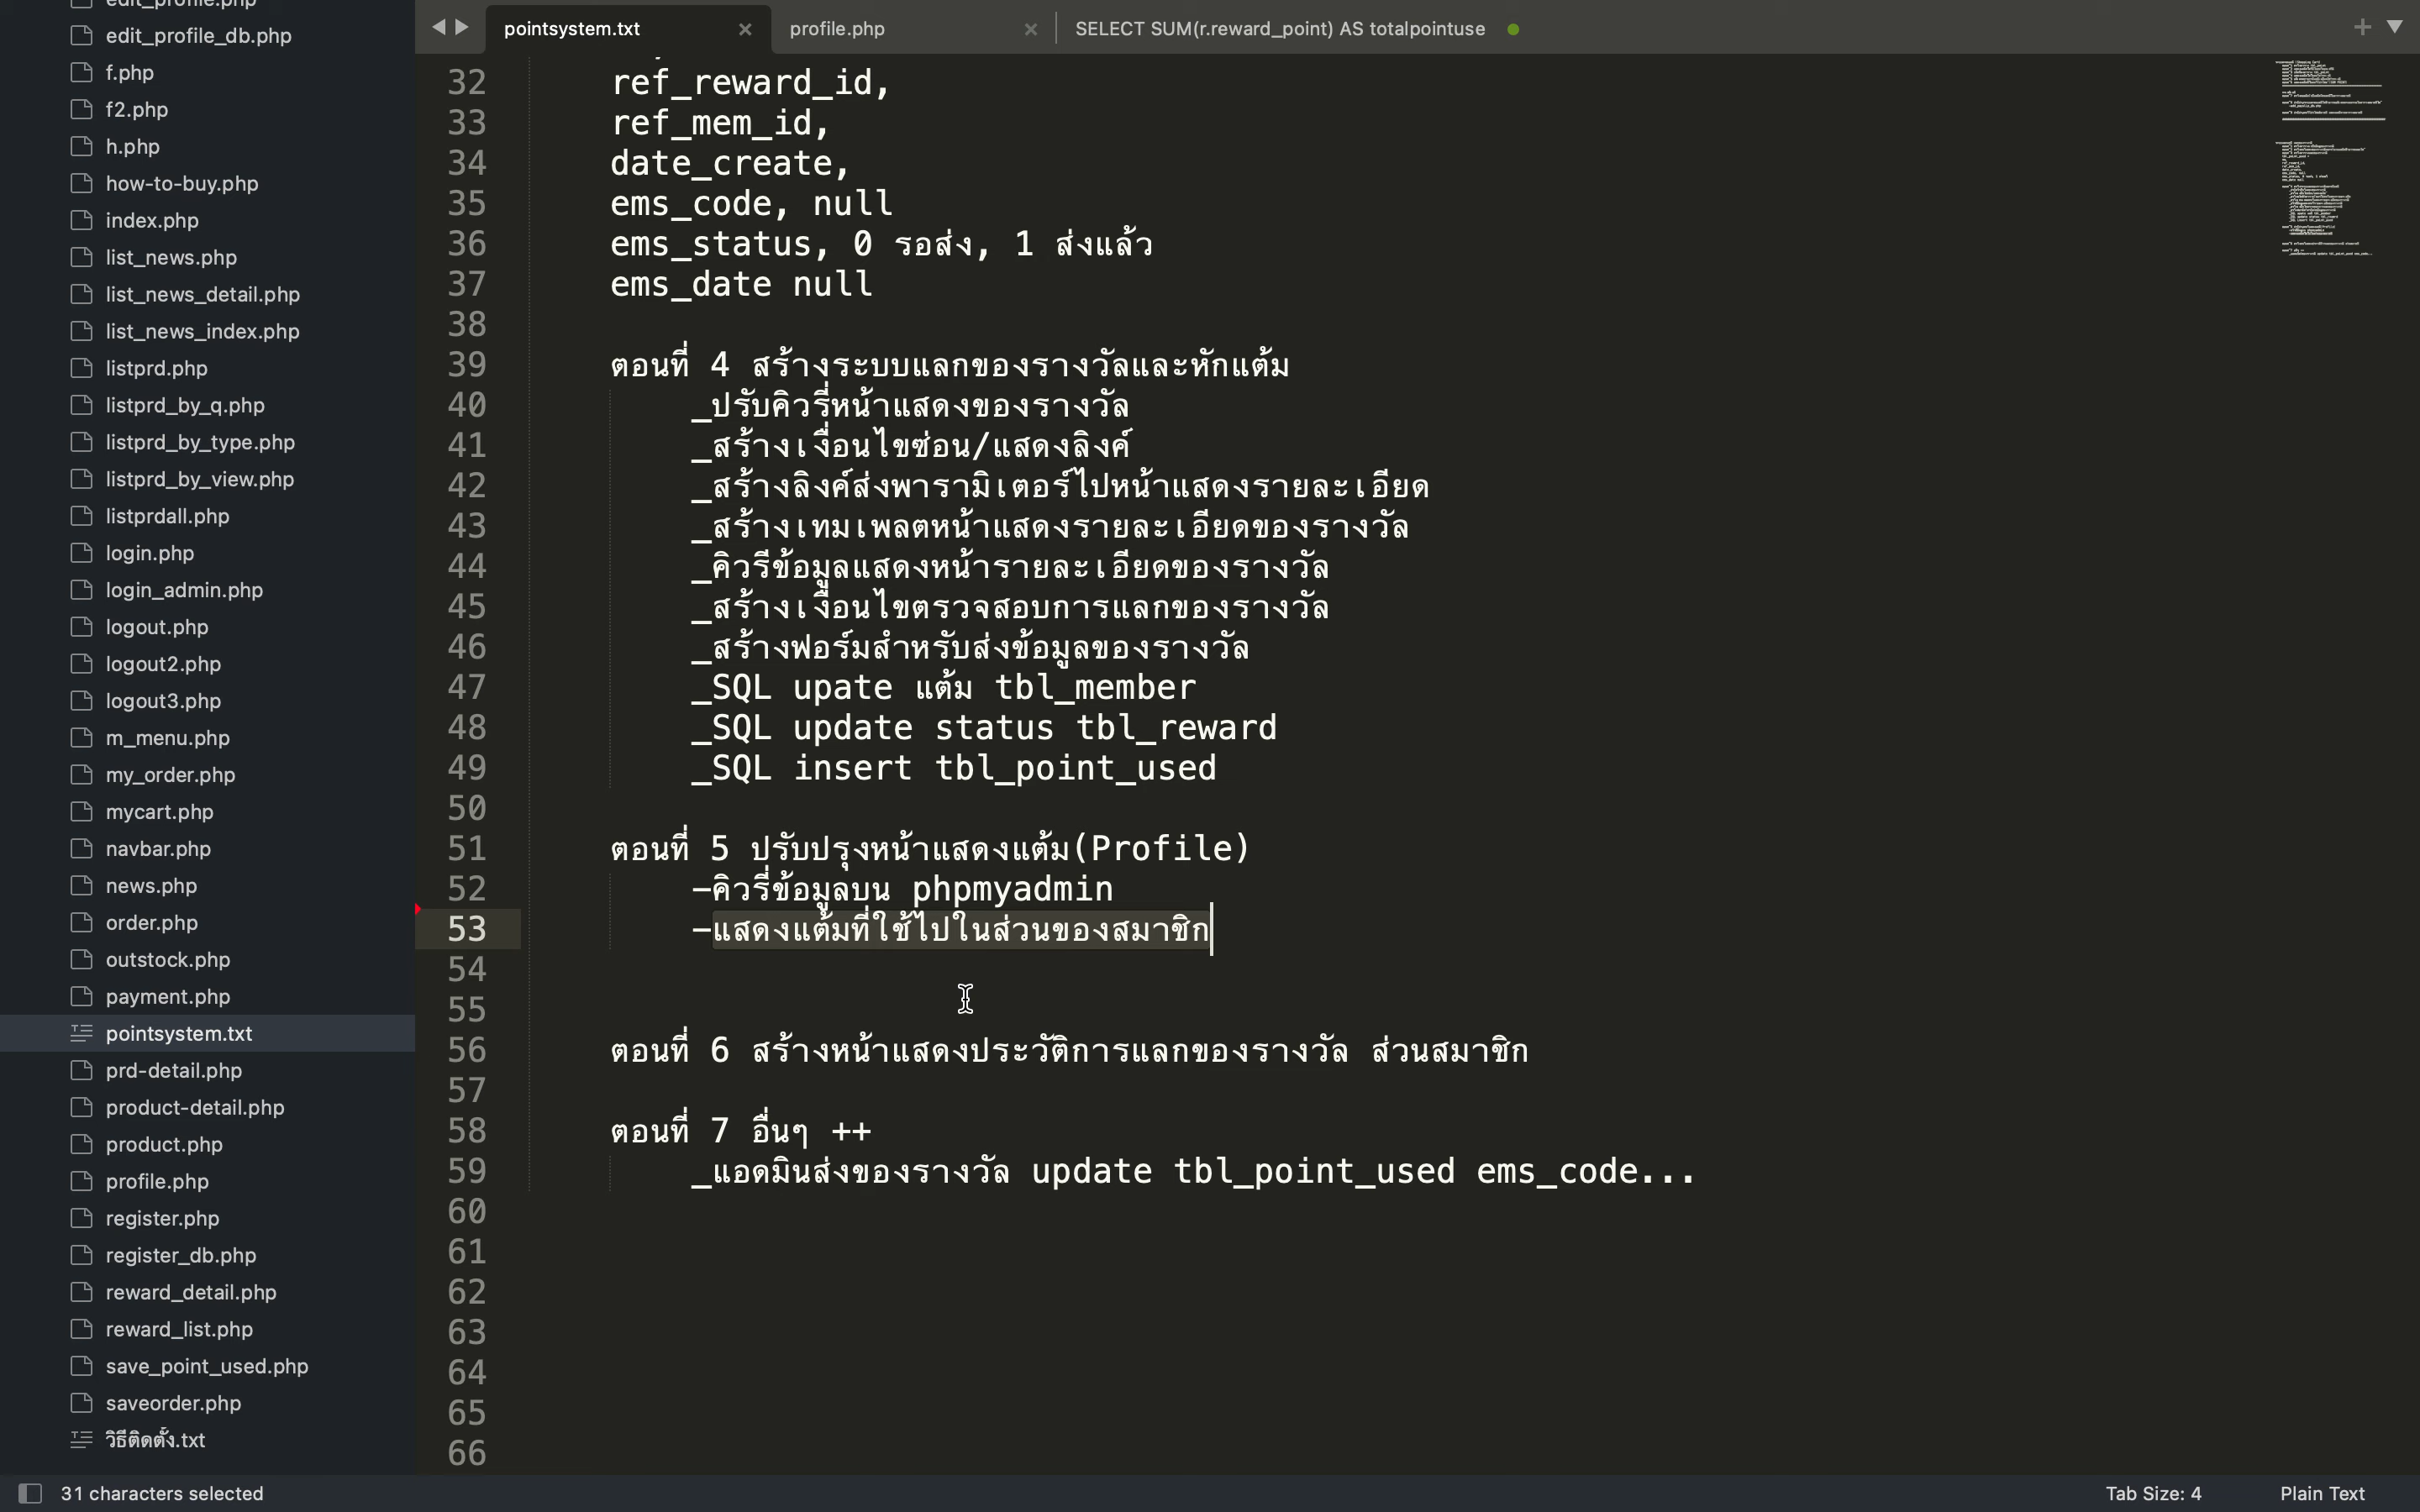 edit_profile.php
edit_profile_db.php
f.php
f2.php
h.php
how-to-buy.php
index.php
list_news.php
list_news_detail.php
list_news_index.php
listprd.php
listprd_by_q.php
listprd_by_type.php
listprd_by_view.php
listprdall.php
login.php
login_admin.php
logout.php
logout2.php
logout3.php
m_menu.php
my_order.php
mycart.php
navbar.php
news.php
order.php
outstock.php
payment.php
pointsystem.txt
prd-detail.php
product-detail.php
product.php
profile.php
register.php
register_db.php
reward_detail.php
reward_list.php
save_point_used.php
saveorder.php
วิธีติดตั้ง.txt
pointsystem.txt
profile.php
SELECT SUM(r.reward_point) AS totalpointuse
32 ref_reward_id,
33 ref_mem_id,
34 date_create,
35 ems_code, null
36 ems_status, 0 รอส่ง, 1 ส่งแล้ว
37 ems_date null
38
39 ตอนที่ 4 สร้างระบบแลกของรางวัลและหักแต้ม
40 _ปรับคิวรี่หน้าแสดงของรางวัล
41 _สร้างเงื่อนไขซ่อน/แสดงลิงค์
42 _สร้างลิงค์ส่งพารามิเตอร์ไปหน้าแสดงรายละเอียด
43 _สร้างเทมเพลตหน้าแสดงรายละเอียดของรางวัล
44 _คิวรีข้อมูลแสดงหน้ารายละเอียดของรางวัล
45 _สร้างเงื่อนไขตรวจสอบการแลกของรางวัล
46 _สร้างฟอร์มสำหรับส่งข้อมูลของรางวัล
47 _SQL upate แต้ม tbl_member
48 _SQL update status tbl_reward
49 _SQL insert tbl_point_used
50
51 ตอนที่ 5 ปรับปรุงหน้าแสดงแต้ม(Profile)
52 -คิวรี่ข้อมูลบน phpmyadmin
53 -แสดงแต้มที่ใช้ไปในส่วนของสมาชิก
54
55
56 ตอนที่ 6 สร้างหน้าแสดงประวัติการแลกของรางวัล ส่วนสมาชิก
57
58 ตอนที่ 7 อื่นๆ ++
59 _แอดมินส่งของรางวัล update tbl_point_used ems_code...
60
61
62
63
64
65
66
31 characters selected
Tab Size: 4
Plain Text